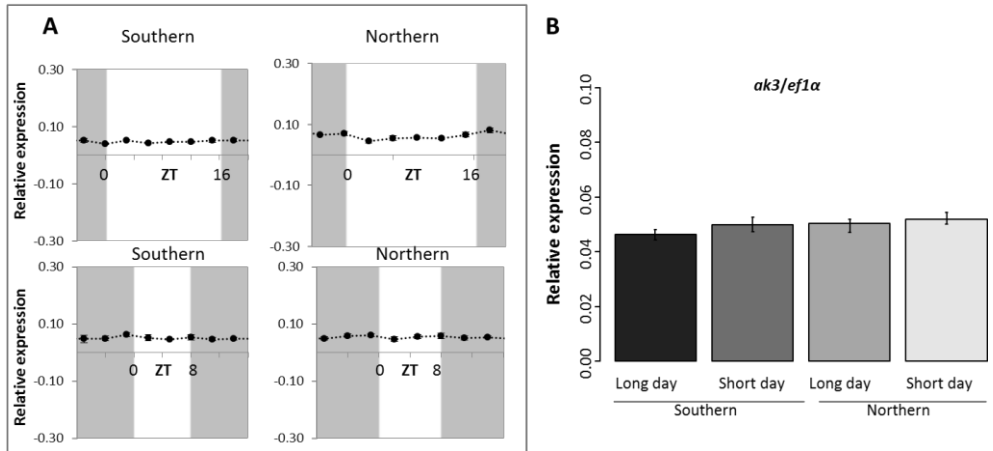 A
Southern
Northern
Relative expression
0.30
0.10
-0.10
-0.30
0 ZT 16
0.30
0.10
-0.10
-0.30
0 ZT 16
Southern
Northern
Relative expression
0.30
0.10
-0.10
-0.30
0 ZT 8
0.30
0.10
-0.10
-0.30
0 ZT 8
B
ak3/ef1α
Relative expression
0.10
0.08
0.06
0.04
0.02
0.00
Long day Short day Long day Short day
Southern Northern